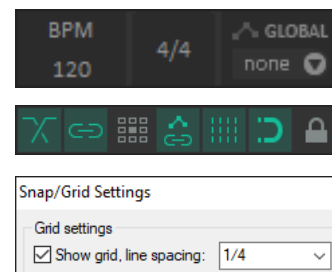 BPM
120
4/4
GLOBAL
none
Snap/Grid Settings
Grid settings
Show grid, line spacing: 1/4